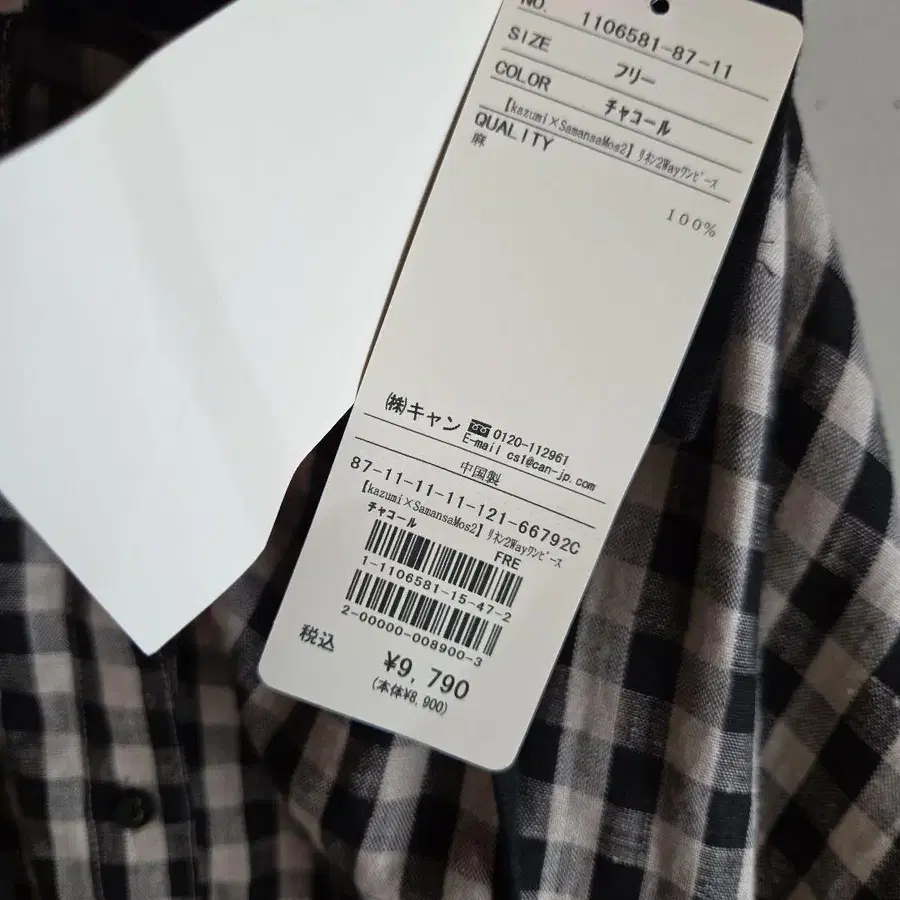 NO. 1106581-87-11
SIZE フリー
COLOR チャコール
【kazumi×SamansaMos2】リネン2Wayワンピース
QUALITY
麻
100%
(株)キャン 0120-112961
E-mail cs1@can-jp.com
中国製
87-11-11-11-121-66792C
【kazumi×SamansaMos2】リネン2Wayワンピース
チャコール
FRE
1-1106581-15-47-2
2-00000-008900-3
税込 ¥9,790
(本体¥8,900)